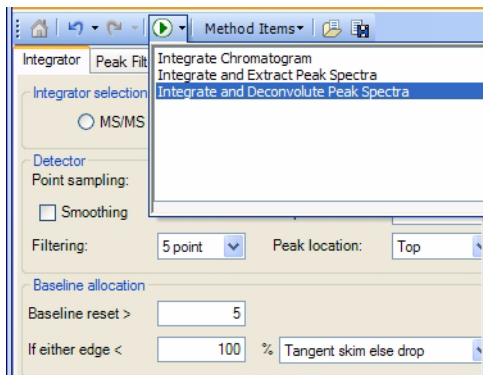 Method Items
Integrator Peak Filt
Integrate Chromatogram
Integrate and Extract Peak Spectra
Integrate and Deconvolute Peak Spectra
Integrator selection
MS/MS
Detector
Point sampling:
Smoothing
Filtering: 5 point Peak location: Top
Baseline allocation
Baseline reset > 5
If either edge < 100 % Tangent skim else drop